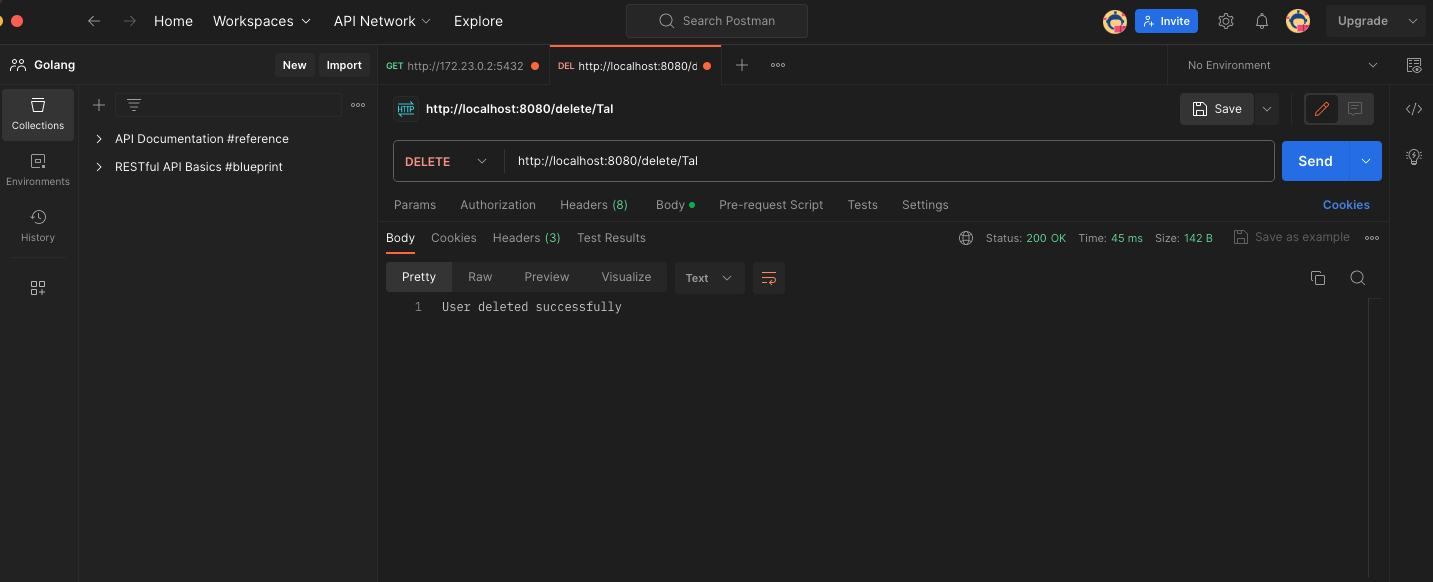 Home Workspaces API Network Explore Search Postman Invite Upgrade
Golang New Import GET http://172.23.0.2:5432 DEL http://localhost:8080/d No Environment
Collections
Environments
History
API Documentation #reference
RESTful API Basics #blueprint
HTTP http://localhost:8080/delete/Tal Save
DELETE http://localhost:8080/delete/Tal Send
Params Authorization Headers (8) Body Pre-request Script Tests Settings Cookies
Body Cookies Headers (3) Test Results Status: 200 OK Time: 45 ms Size: 142 B Save as example
Pretty Raw Preview Visualize Text
1 User deleted successfully